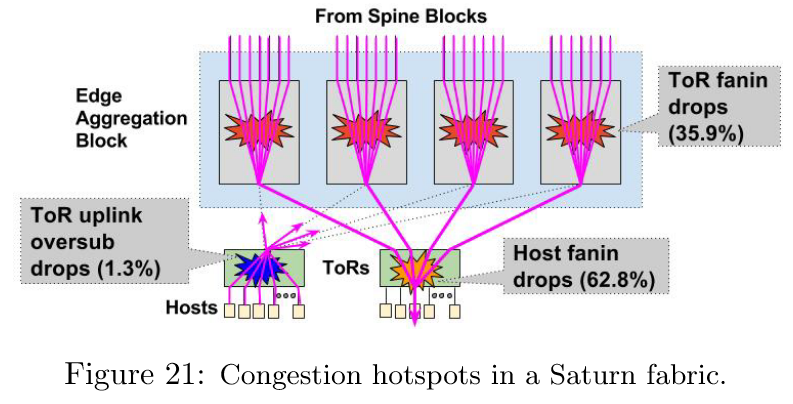 From Spine Blocks
Edge
Aggregation
Block
ToR fanin
drops
(35.9%)
ToR uplink
oversub
drops (1.3%)
ToRs
Host fanin
drops (62.8%)
Hosts
Figure 21: Congestion hotspots in a Saturn fabric.